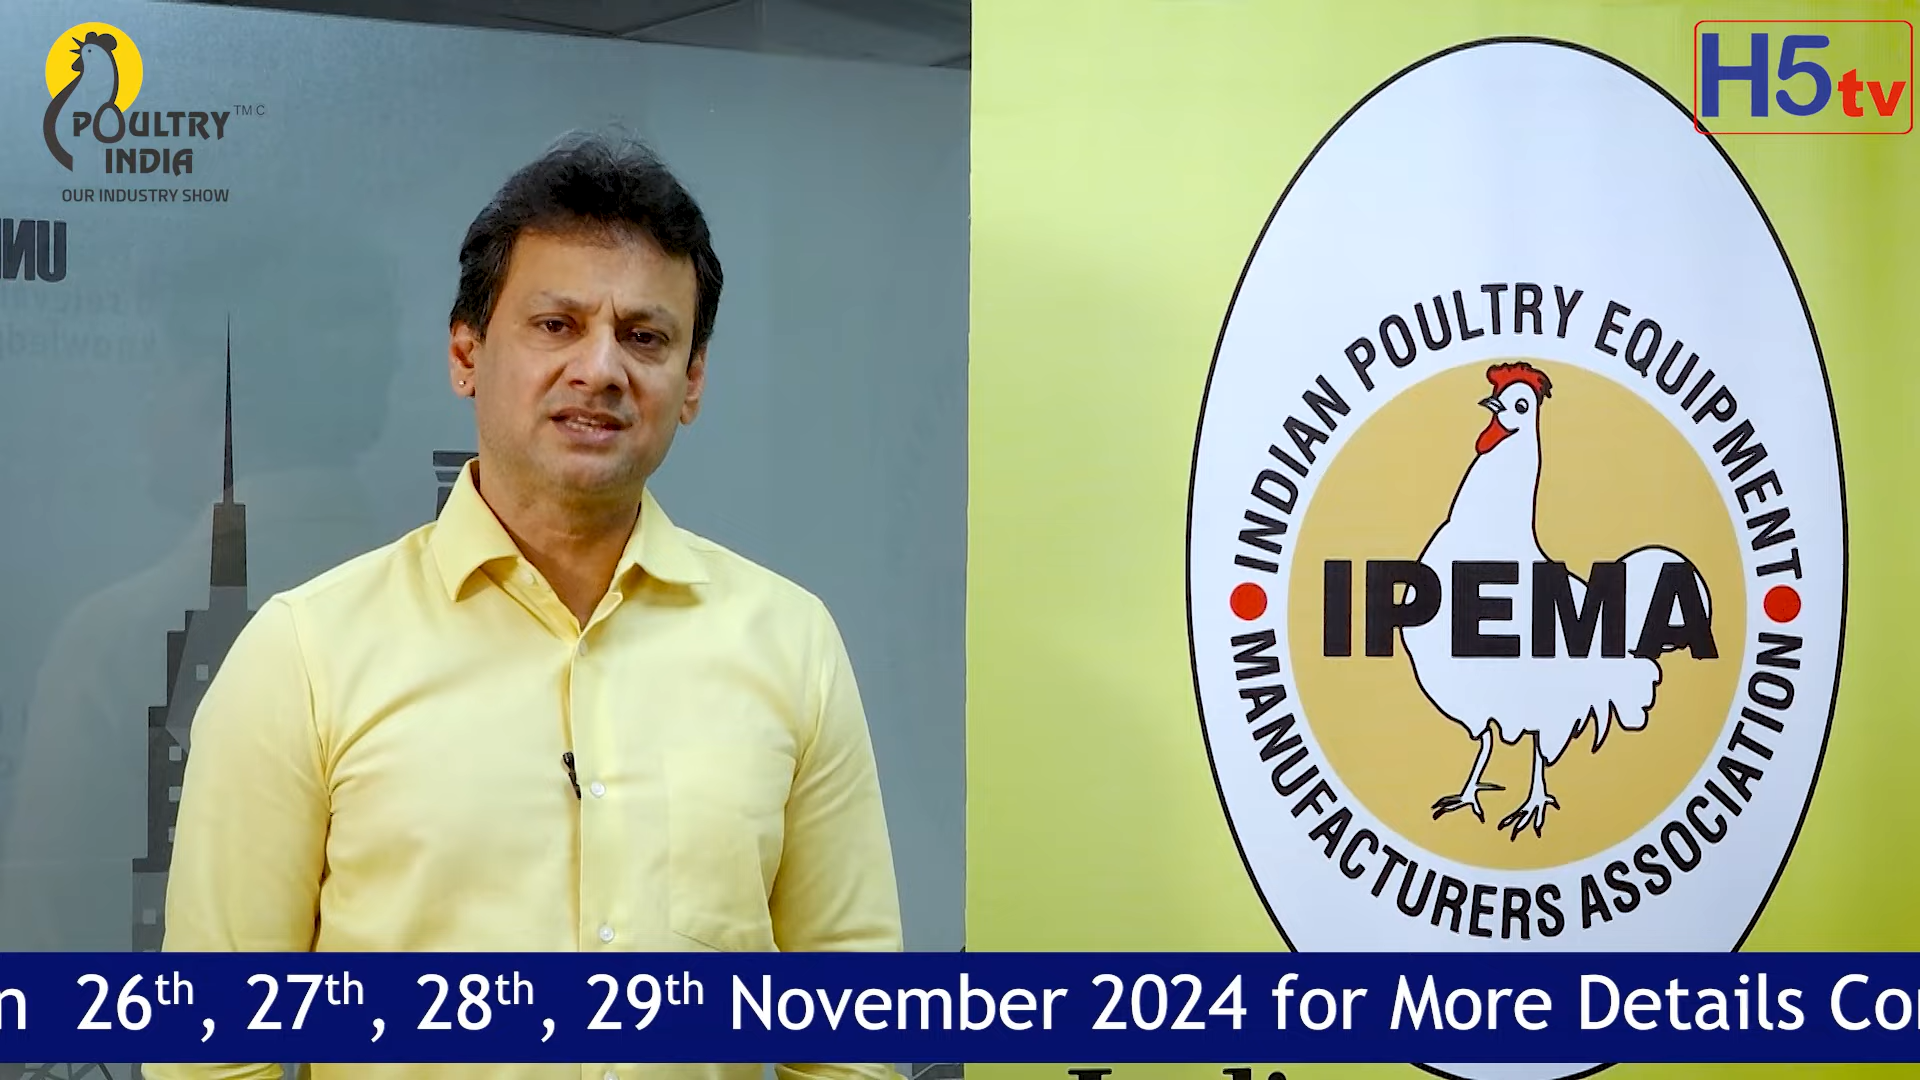 POULTRY TM C
INDIA
OUR INDUSTRY SHOW
H5tv
INDIAN POULTRY EQUIPMENT
IPEMA
MANUFACTURERS ASSOCIATION
26th, 27th, 28th, 29th November 2024 for More Details